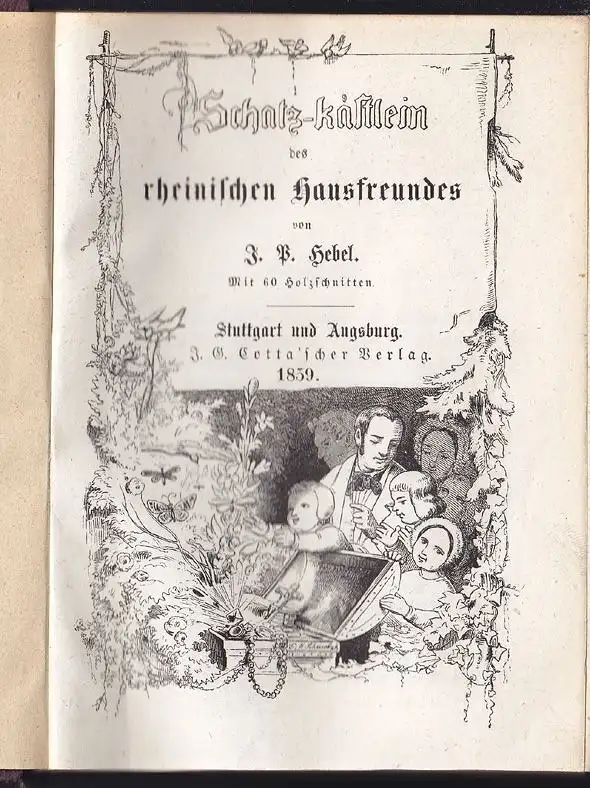 Schatz-käſtlein
des
rheiniſchen Hausfreundes
von
J. P. Hebel.
Mit 60 Holzſchnitten.
Stuttgart und Augsburg.
J. G. Cotta'ſcher Verlag.
1859.